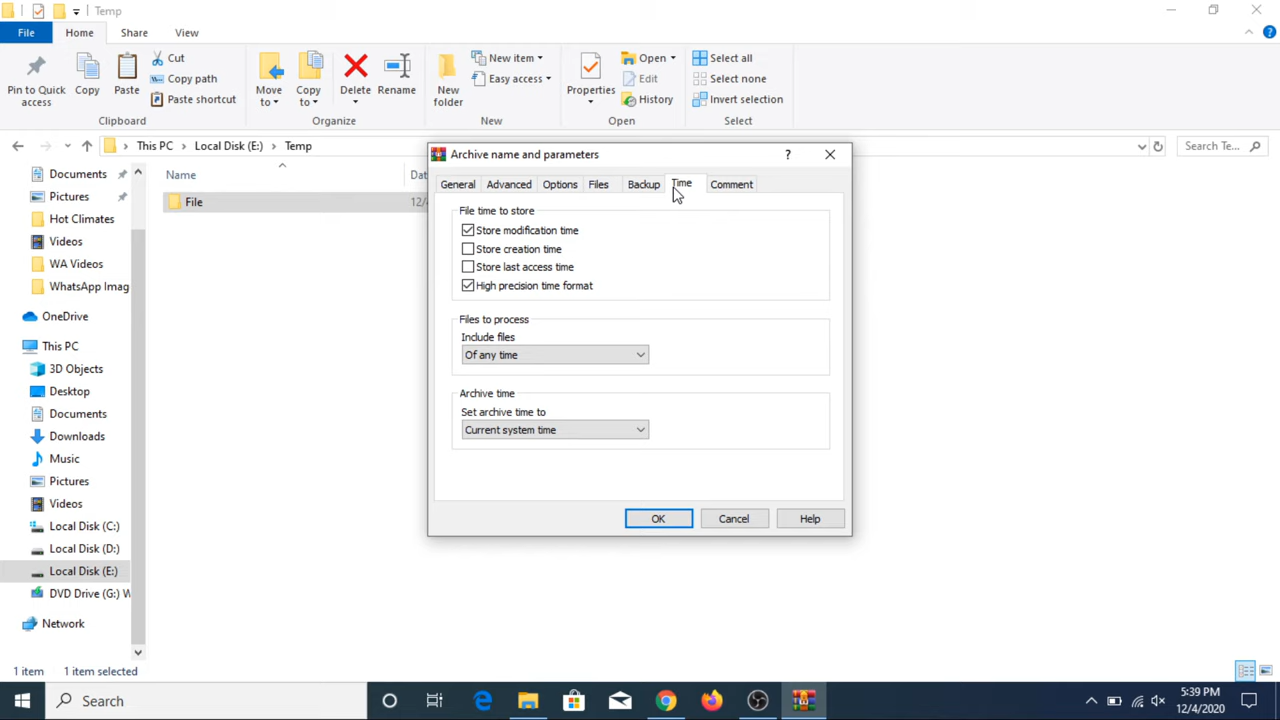 Temp
File Home Share View
Pin to Quick access
Copy
Paste
Cut
Copy path
Paste shortcut
Clipboard
Move to
Copy to
Delete
Rename
Organize
New folder
New item
Easy access
New
Properties
Open
Edit
History
Open
Select all
Select none
Invert selection
Select
This PC > Local Disk (E:) > Temp
Search Te...
Documents
Pictures
Hot Climates
Videos
WA Videos
WhatsApp Imag
OneDrive
This PC
3D Objects
Desktop
Documents
Downloads
Music
Pictures
Videos
Local Disk (C:)
Local Disk (D:)
Local Disk (E:)
DVD Drive (G:) W
Network
Name
Dat
File
12/4
Archive name and parameters
?
General Advanced Options Files Backup Time Comment
File time to store
Store modification time
Store creation time
Store last access time
High precision time format
Files to process
Include files
Of any time
Archive time
Set archive time to
Current system time
OK Cancel Help
1 item 1 item selected
Search
5:39 PM
12/4/2020